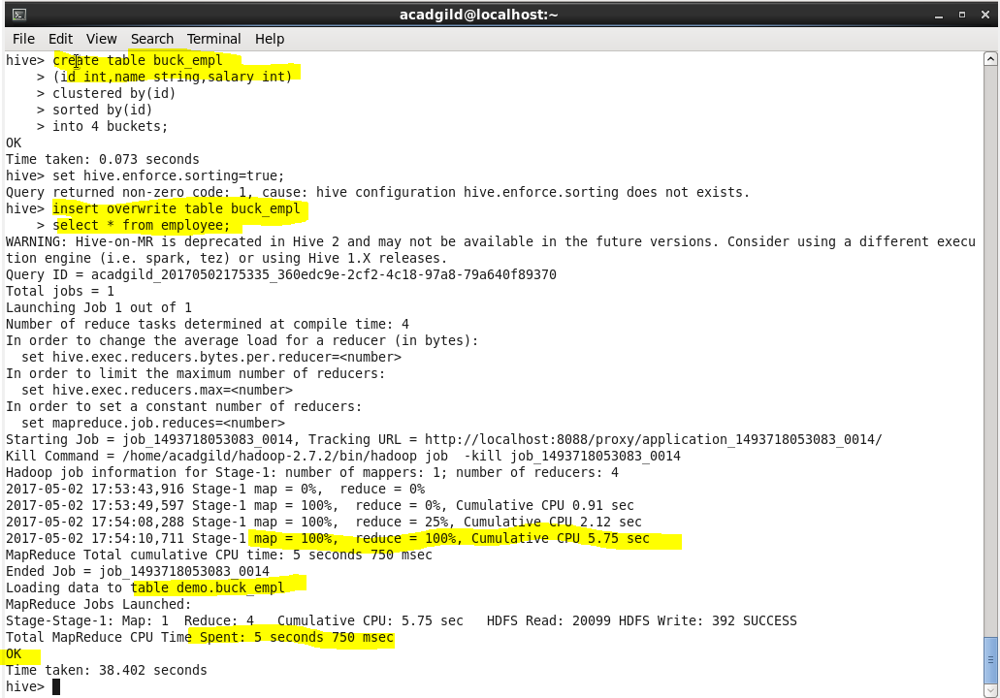 acadgild@localhost:~
File Edit View Search Terminal Help
hive> create table buck_empl
    > (id int,name string,salary int)
    > clustered by(id)
    > sorted by(id)
    > into 4 buckets;
OK
Time taken: 0.073 seconds
hive> set hive.enforce.sorting=true;
Query returned non-zero code: 1, cause: hive configuration hive.enforce.sorting does not exists.
hive> insert overwrite table buck_empl
    > select * from employee;
WARNING: Hive-on-MR is deprecated in Hive 2 and may not be available in the future versions. Consider using a different execu
tion engine (i.e. spark, tez) or using Hive 1.X releases.
Query ID = acadgild_20170502175335_360edc9e-2cf2-4c18-97a8-79a640f89370
Total jobs = 1
Launching Job 1 out of 1
Number of reduce tasks determined at compile time: 4
In order to change the average load for a reducer (in bytes):
  set hive.exec.reducers.bytes.per.reducer=<number>
In order to limit the maximum number of reducers:
  set hive.exec.reducers.max=<number>
In order to set a constant number of reducers:
  set mapreduce.job.reduces=<number>
Starting Job = job_1493718053083_0014, Tracking URL = http://localhost:8088/proxy/application_1493718053083_0014/
Kill Command = /home/acadgild/hadoop-2.7.2/bin/hadoop job  -kill job_1493718053083_0014
Hadoop job information for Stage-1: number of mappers: 1; number of reducers: 4
2017-05-02 17:53:43,916 Stage-1 map = 0%,  reduce = 0%
2017-05-02 17:53:49,597 Stage-1 map = 100%,  reduce = 0%, Cumulative CPU 0.91 sec
2017-05-02 17:54:08,288 Stage-1 map = 100%,  reduce = 25%, Cumulative CPU 2.12 sec
2017-05-02 17:54:10,711 Stage-1 map = 100%,  reduce = 100%, Cumulative CPU 5.75 sec
MapReduce Total cumulative CPU time: 5 seconds 750 msec
Ended Job = job_1493718053083_0014
Loading data to table demo.buck_empl
MapReduce Jobs Launched:
Stage-Stage-1: Map: 1  Reduce: 4   Cumulative CPU: 5.75 sec   HDFS Read: 20099 HDFS Write: 392 SUCCESS
Total MapReduce CPU Time Spent: 5 seconds 750 msec
OK
Time taken: 38.402 seconds
hive>